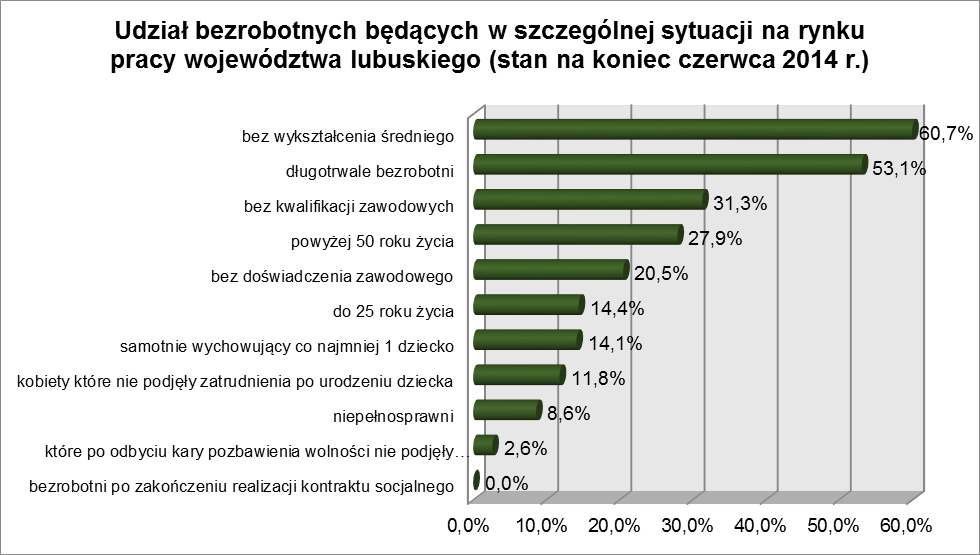 Udział bezrobotnych będących w szczególnej sytuacji na rynku
pracy województwa lubuskiego (stan na koniec czerwca 2014 r.)
bez wykształcenia średniego 60,7%
długotrwale bezrobotni 53,1%
bez kwalifikacji zawodowych 31,3%
powyżej 50 roku życia 27,9%
bez doświadczenia zawodowego 20,5%
do 25 roku życia 14,4%
samotnie wychowujący co najmniej 1 dziecko 14,1%
kobiety które nie podjęły zatrudnienia po urodzeniu dziecka 11,8%
niepełnosprawni 8,6%
które po odbyciu kary pozbawienia wolności nie podjęły… 2,6%
bezrobotni po zakończeniu realizacji kontraktu socjalnego 0,0%
0,0% 10,0% 20,0% 30,0% 40,0% 50,0% 60,0%